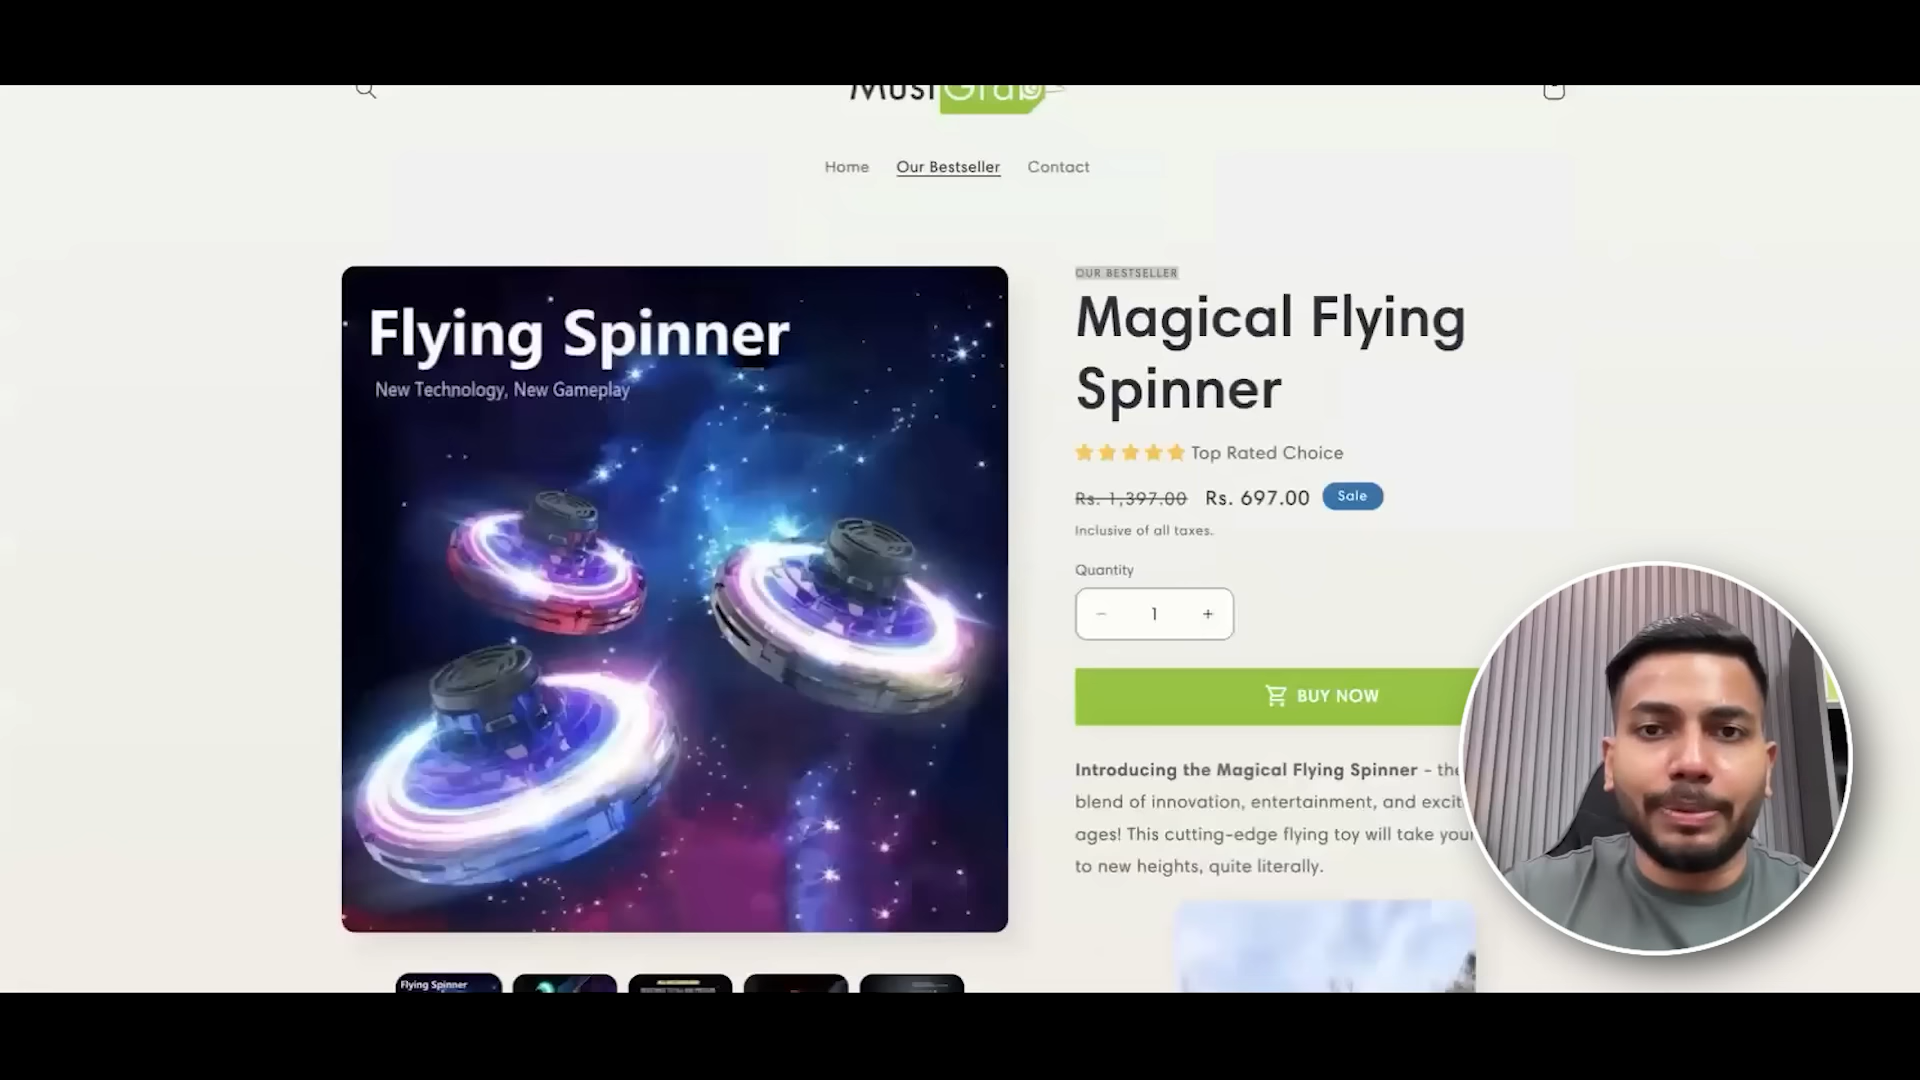 Must Grab
Home Our Bestseller Contact
Flying Spinner
New Technology, New Gameplay
OUR BESTSELLER
Magical Flying
Spinner
Top Rated Choice
Rs. 1,397.00 Rs. 697.00 Sale
Inclusive of all taxes.
Quantity
− 1 +
BUY NOW
Introducing the Magical Flying Spinner - the
blend of innovation, entertainment, and excit
ages! This cutting-edge flying toy will take your
to new heights, quite literally.
Flying Spinner